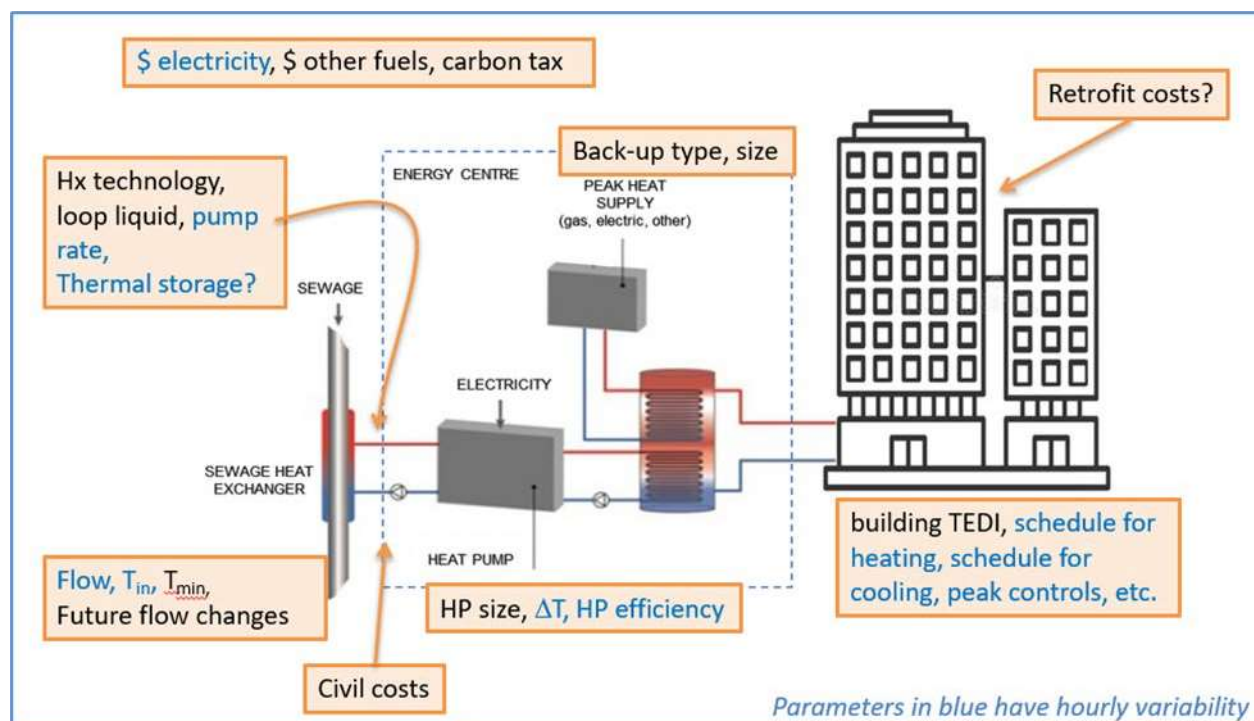 $ electricity, $ other fuels, carbon tax
Retrofit costs?
Back-up type, size
Hx technology,
loop liquid, pump
rate,
Thermal storage?
ENERGY CENTRE
PEAK HEAT
SUPPLY
(gas, electric, other)
SEWAGE
ELECTRICITY
SEWAGE HEAT
EXCHANGER
HEAT PUMP
building TEDI, schedule for
heating, schedule for
cooling, peak controls, etc.
Flow, Tin, Tmin,
Future flow changes
HP size, ΔT, HP efficiency
Civil costs
Parameters in blue have hourly variability